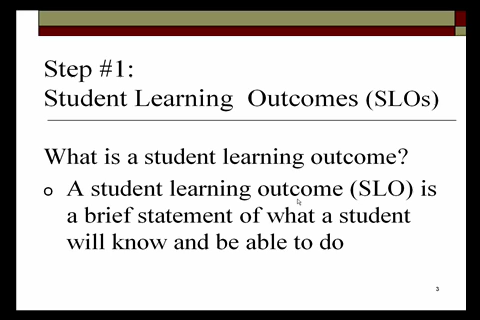 Step #1:
Student Learning Outcomes (SLOs)
What is a student learning outcome?
A student learning outcome (SLO) is
a brief statement of what a student
will know and be able to do
3